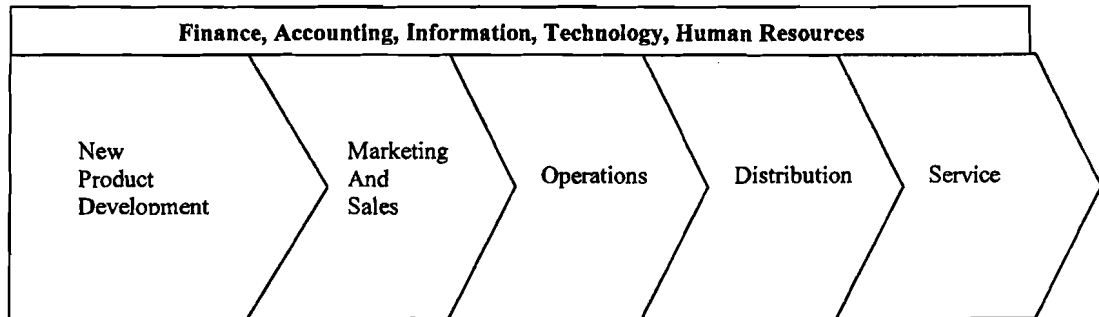 Finance, Accounting, Information, Technology, Human Resources
New
Product
Development
Marketing
And
Sales
Operations
Distribution
Service